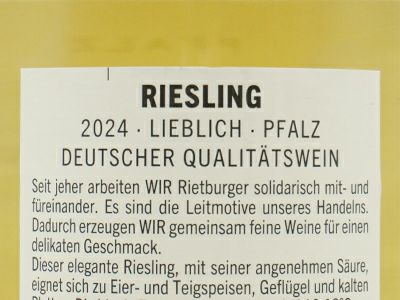 RIESLING
2024 · LIEBLICH · PFALZ
DEUTSCHER QUALITÄTSWEIN
Seit jeher arbeiten WIR Rietburger solidarisch mit- und
füreinander. Es sind die Leitmotive unseres Handelns.
Dadurch erzeugen WIR gemeinsam feine Weine für einen
delikaten Geschmack.
Dieser elegante Riesling, mit seiner angenehmen Säure,
eignet sich zu Eier- und Teigspeisen, Geflügel und kalten